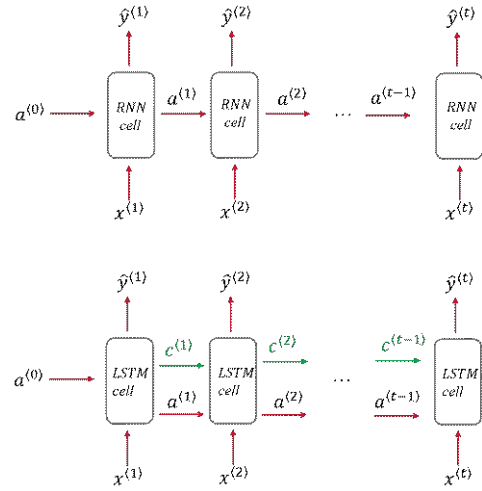 ŷ⟨1⟩ ŷ⟨2⟩ ŷ⟨t⟩
a⟨0⟩ RNN cell a⟨1⟩ RNN cell a⟨2⟩ ... a⟨t−1⟩ RNN cell
x⟨1⟩ x⟨2⟩ x⟨t⟩
ŷ⟨1⟩ ŷ⟨2⟩ ŷ⟨t⟩
c⟨1⟩ c⟨2⟩ c⟨t−1⟩
a⟨0⟩ LSTM cell a⟨1⟩ LSTM cell a⟨2⟩ ... a⟨t−1⟩ LSTM cell
x⟨1⟩ x⟨2⟩ x⟨t⟩